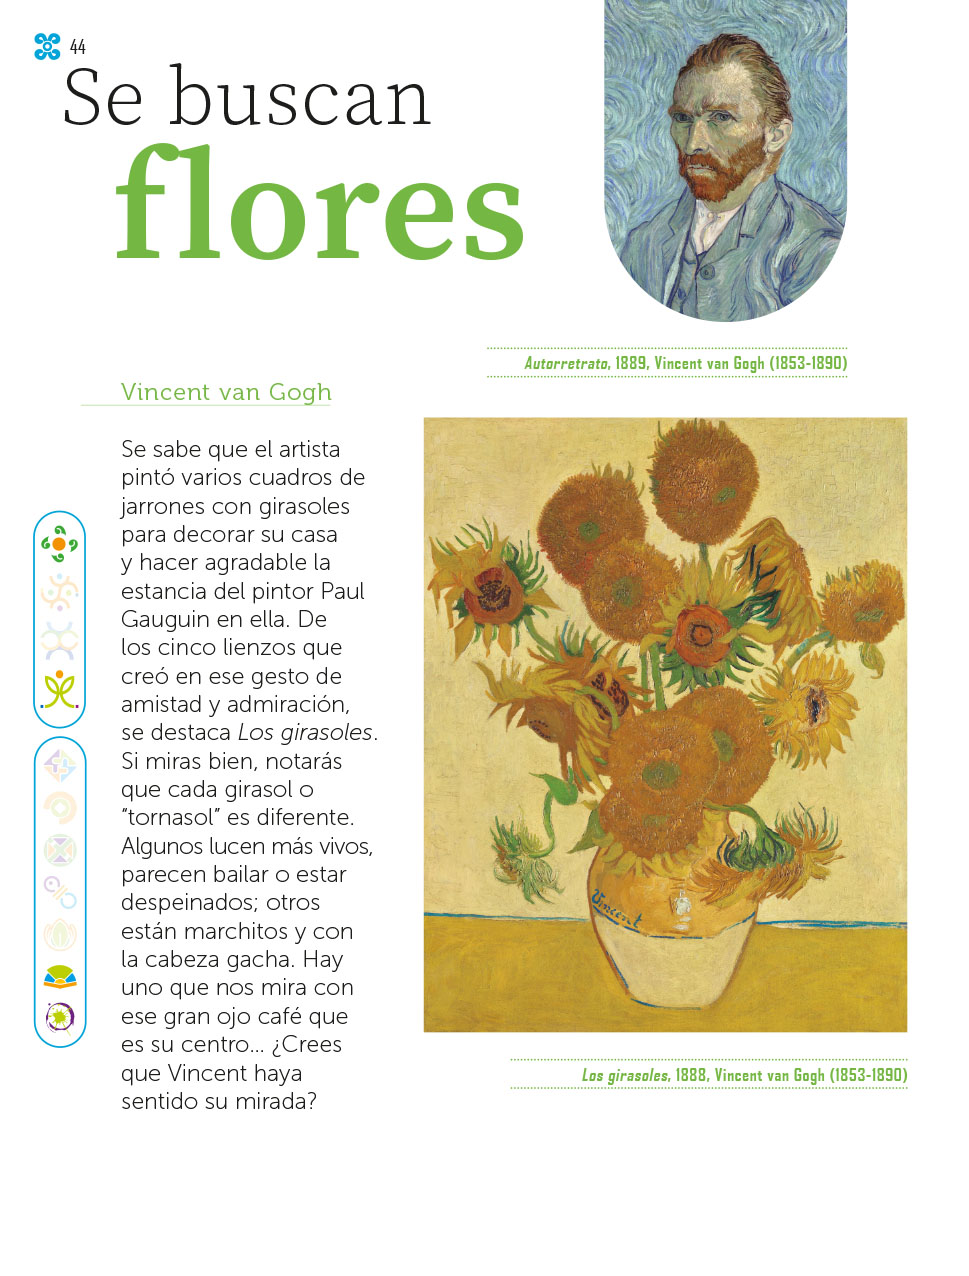 44
Se buscan
flores
Autorretrato, 1889, Vincent van Gogh (1853-1890)
Vincent van Gogh
Se sabe que el artista
pintó varios cuadros de
jarrones con girasoles
para decorar su casa
y hacer agradable la
estancia del pintor Paul
Gauguin en ella. De
los cinco lienzos que
creó en ese gesto de
amistad y admiración,
se destaca Los girasoles.
Si miras bien, notarás
que cada girasol o
“tornasol” es diferente.
Algunos lucen más vivos,
parecen bailar o estar
despeinados; otros
están marchitos y con
la cabeza gacha. Hay
uno que nos mira con
ese gran ojo café que
es su centro... ¿Crees
que Vincent haya
sentido su mirada?
Vincent
Los girasoles, 1888, Vincent van Gogh (1853-1890)